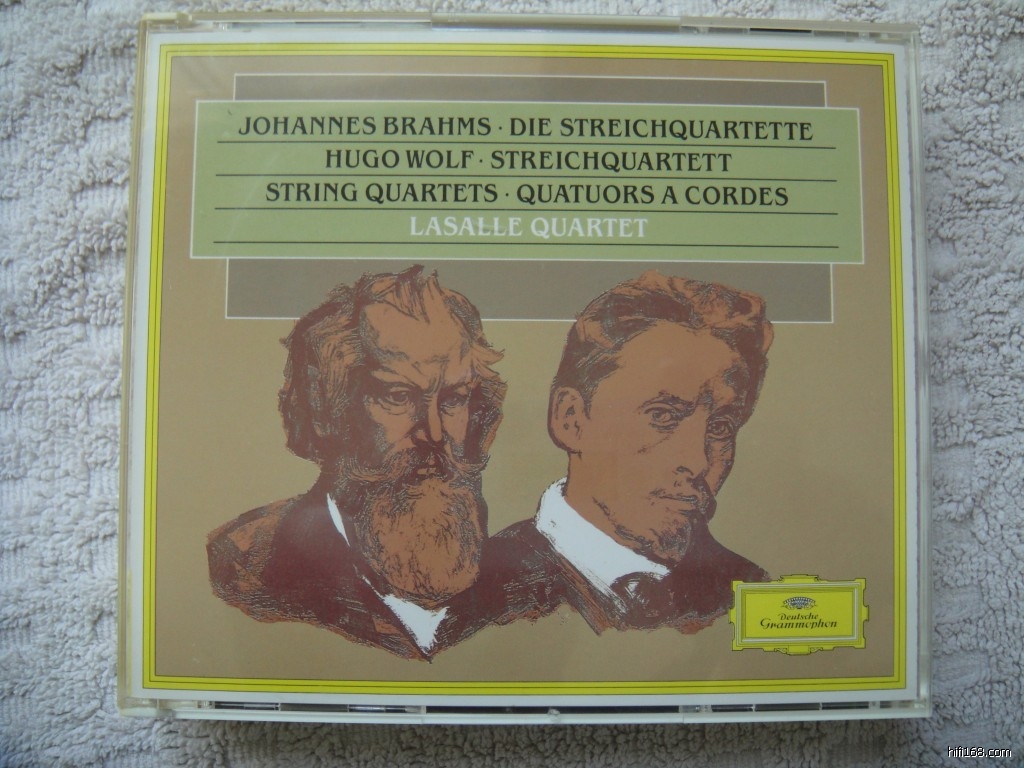 JOHANNES BRAHMS · DIE STREICHQUARTETTE
HUGO WOLF · STREICHQUARTETT
STRING QUARTETS · QUATUORS A CORDES
LASALLE QUARTET
Deutsche
Grammophon
hifi168.com